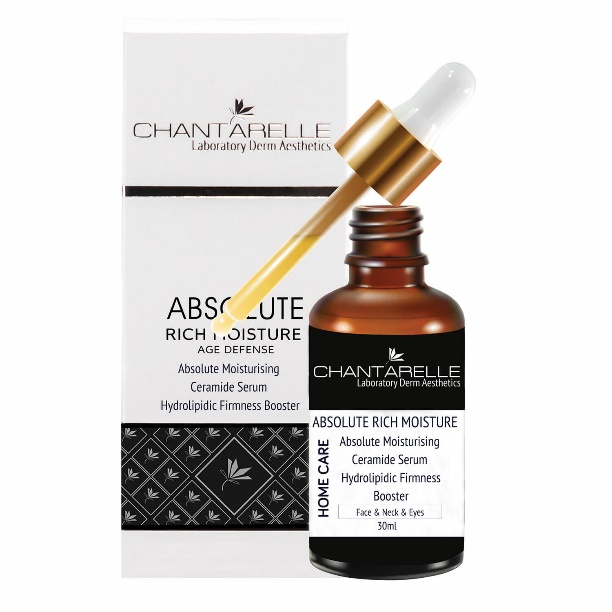 CHANTARELLE
Laboratory Derm Aesthetics
ABSOLUTE
RICH MOISTURE
AGE DEFENSE
Absolute Moisturising
Ceramide Serum
Hydrolipidic Firmness Booster
CHANTARELLE
Laboratory Derm Aesthetics
HOME CARE
ABSOLUTE RICH MOISTURE
Absolute Moisturising
Ceramide Serum
Hydrolipidic Firmness
Booster
Face & Neck & Eyes
30ml